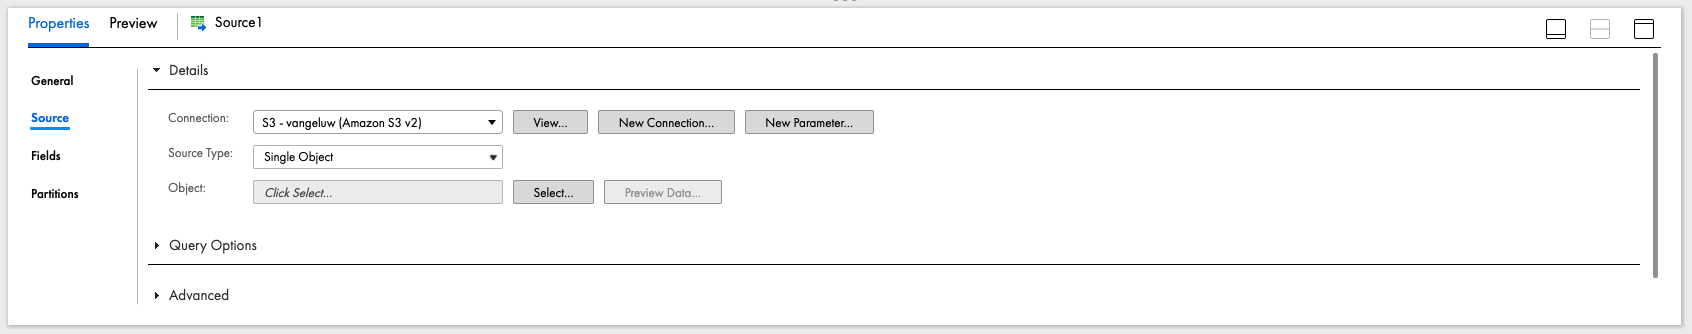 Properties Preview Source1
General
Source
Fields
Partitions
Details
Connection: S3 - vangeluw (Amazon S3 v2) View... New Connection... New Parameter...
Source Type: Single Object
Object: Click Select... Select... Preview Data...
Query Options
Advanced